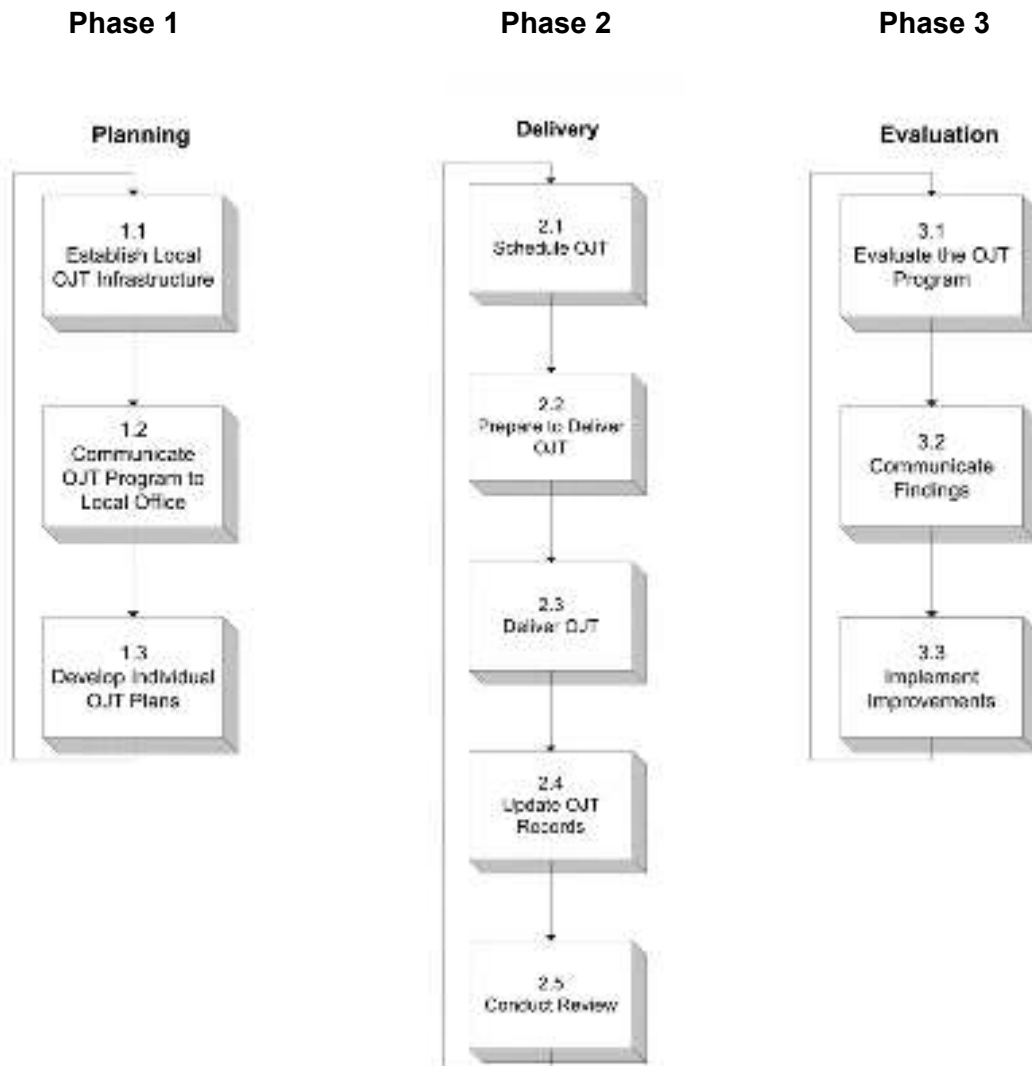 Phase 1
Phase 2
Phase 3
Planning
1.1
Establish Local
OJT Infrastructure
1.2
Communicate
OJT Program to
Local Office
1.3
Develop Individual
OJT Plans
Delivery
2.1
Schedule OJT
2.2
Prepare to Deliver
OJT
2.3
Deliver OJT
2.4
Update OJT
Records
2.5
Conduct Review
Evaluation
3.1
Evaluate the OJT
Program
3.2
Communicate
Findings
3.3
Implement
Improvements